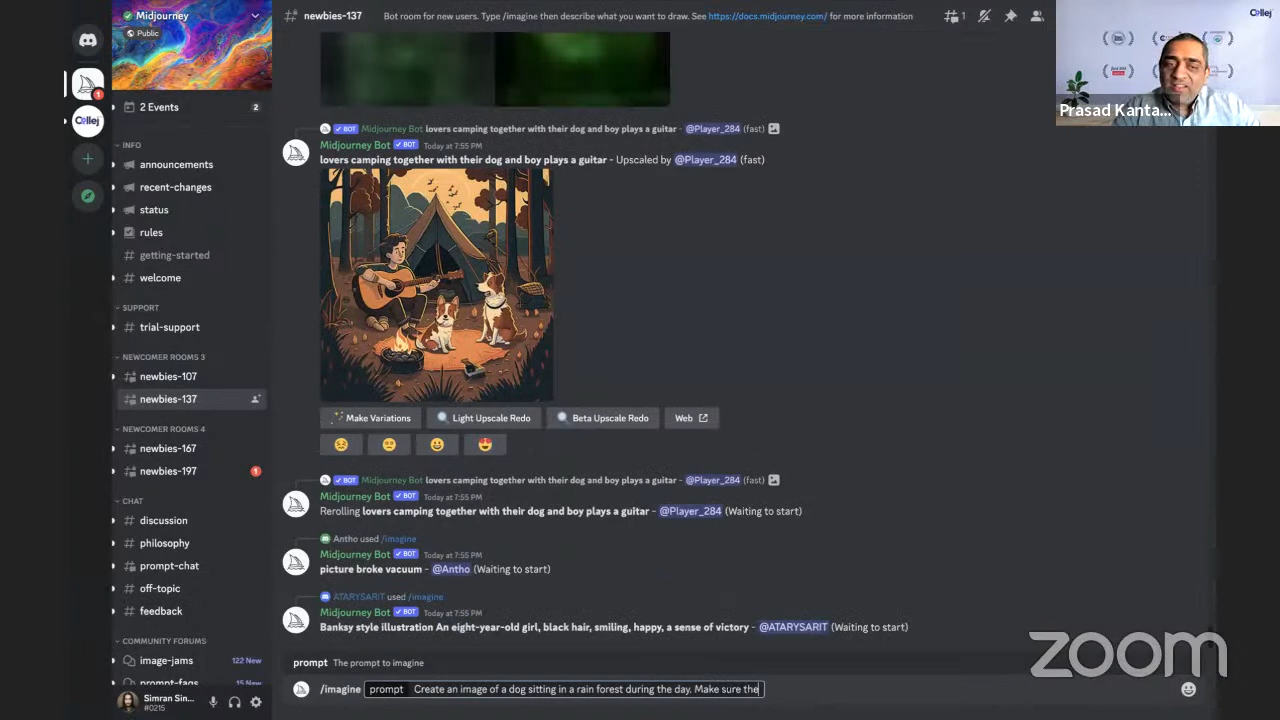 Midjourney
Public
newbies-137
Bot room for new users. Type /imagine then describe what you want to draw. See https://docs.midjourney.com/ for more information
1
Collej
Prasad Kanta...
1
Collej
2 Events
2
INFO
announcements
recent-changes
status
rules
getting-started
welcome
SUPPORT
trial-support
NEWCOMER ROOMS 3
newbies-107
newbies-137
NEWCOMER ROOMS 4
newbies-167
newbies-197
1
CHAT
discussion
philosophy
prompt-chat
off-topic
feedback
COMMUNITY FORUMS
image-jams
122 New
prompt-faqs
15 New
Simran Sin...
#0215
BOT Midjourney Bot lovers camping together with their dog and boy plays a guitar - @Player_284 (fast)
Midjourney Bot BOT Today at 7:55 PM
lovers camping together with their dog and boy plays a guitar - Upscaled by @Player_284 (fast)
Make Variations
Light Upscale Redo
Beta Upscale Redo
Web
BOT Midjourney Bot lovers camping together with their dog and boy plays a guitar - @Player_284 (fast)
Midjourney Bot BOT Today at 7:55 PM
Rerolling lovers camping together with their dog and boy plays a guitar - @Player_284 (Waiting to start)
Antho used /imagine
Midjourney Bot BOT Today at 7:55 PM
picture broke vacuum - @Antho (Waiting to start)
ATARYSARIT used /imagine
Midjourney Bot BOT Today at 7:55 PM
Banksy style illustration An eight-year-old girl, black hair, smiling, happy, a sense of victory - @ATARYSARIT (Waiting to start)
prompt The prompt to imagine
/imagine prompt Create an image of a dog sitting in a rain forest during the day. Make sure the
zoom